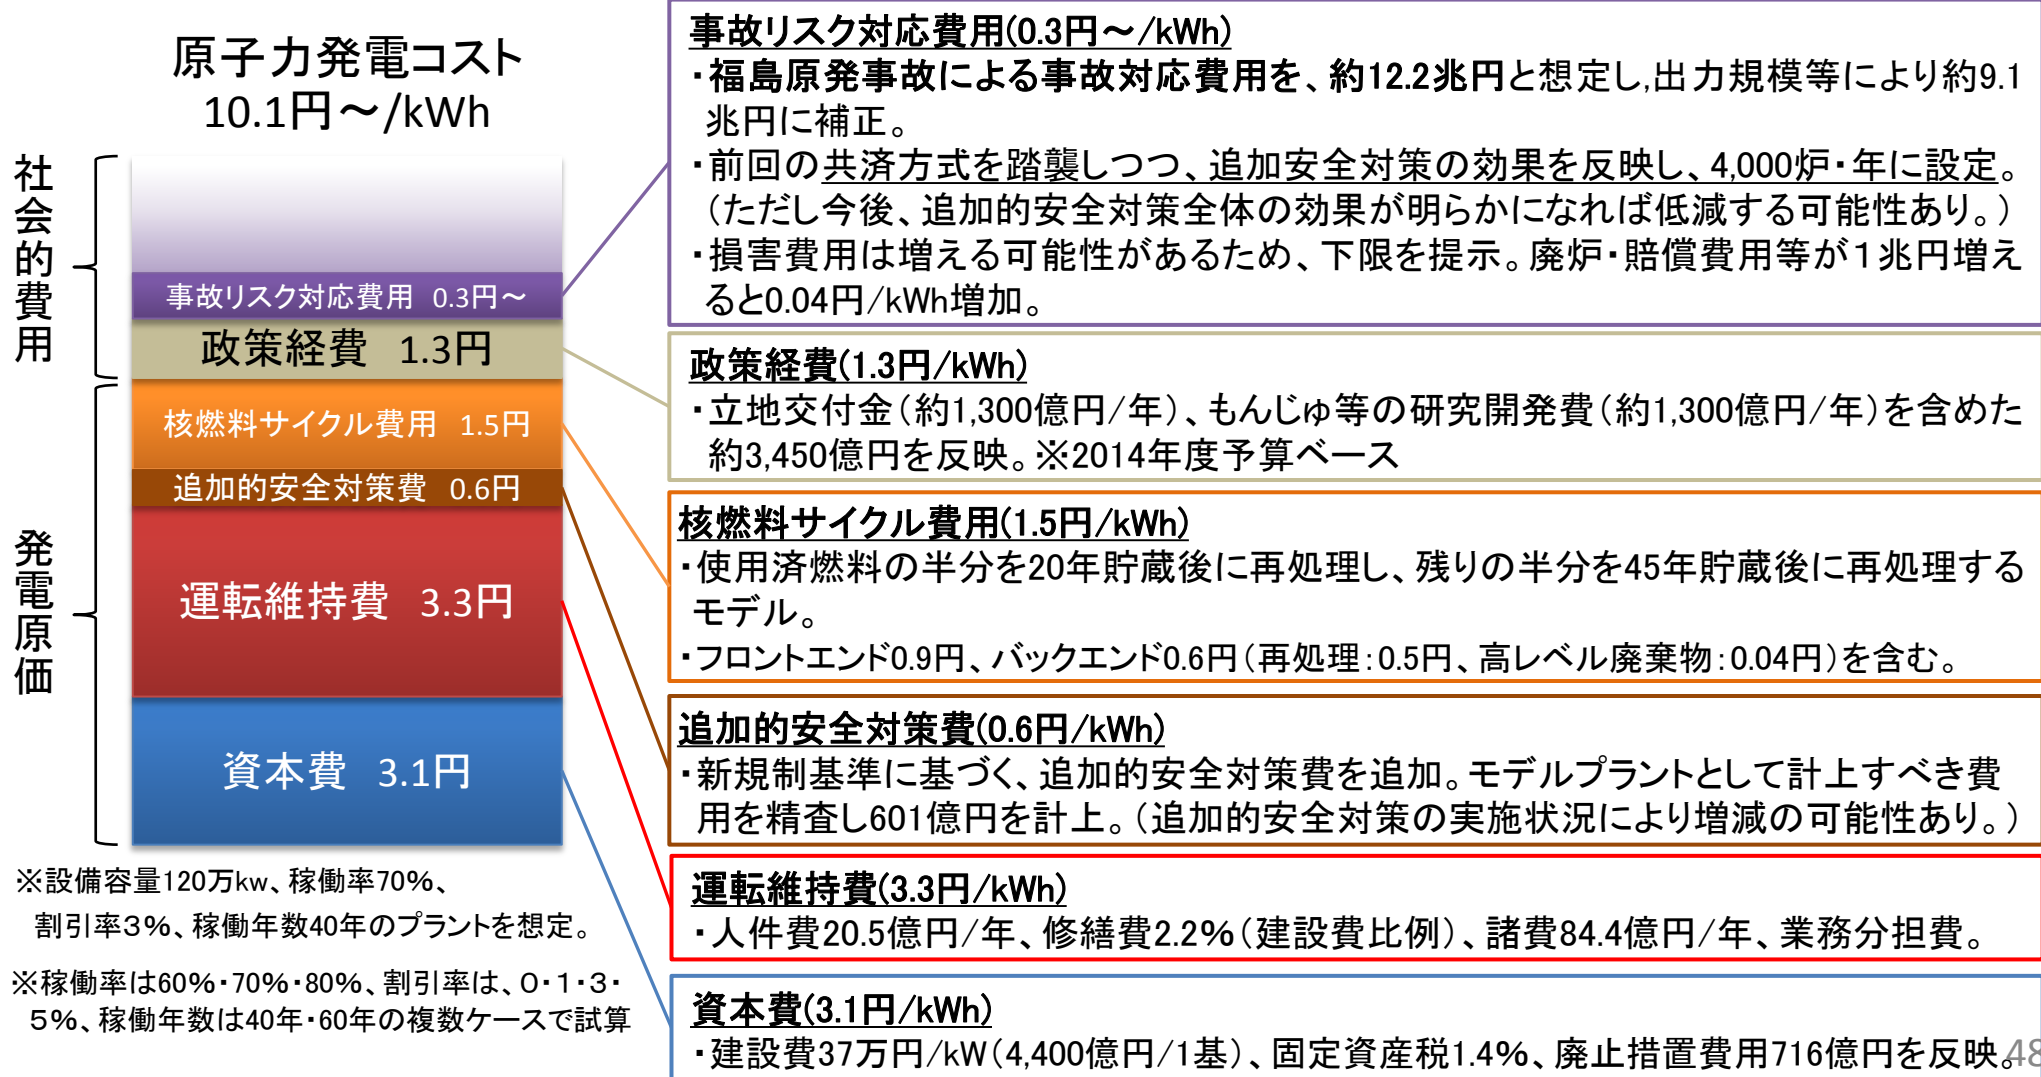 原子力発電コスト
10.1円～/kWh
社会的費用
発電原価
事故リスク対応費用 0.3円～
政策経費 1.3円
核燃料サイクル費用 1.5円
追加的安全対策費 0.6円
運転維持費 3.3円
資本費 3.1円
※設備容量120万kw、稼働率70%、
割引率3%、稼働年数40年のプラントを想定。
※稼働率は60%・70%・80%、割引率は、0・1・3・
5%、稼働年数は40年・60年の複数ケースで試算
事故リスク対応費用(0.3円～/kWh)
・福島原発事故による事故対応費用を、約12.2兆円と想定し,出力規模等により約9.1
兆円に補正。
・前回の共済方式を踏襲しつつ、追加安全対策の効果を反映し、4,000炉・年に設定。
(ただし今後、追加的安全対策全体の効果が明らかになれば低減する可能性あり。)
・損害費用は増える可能性があるため、下限を提示。廃炉・賠償費用等が1兆円増え
ると0.04円/kWh増加。
政策経費(1.3円/kWh)
・立地交付金(約1,300億円/年)、もんじゅ等の研究開発費(約1,300億円/年)を含めた
約3,450億円を反映。※2014年度予算ベース
核燃料サイクル費用(1.5円/kWh)
・使用済燃料の半分を20年貯蔵後に再処理し、残りの半分を45年貯蔵後に再処理する
モデル。
・フロントエンド0.9円、バックエンド0.6円(再処理:0.5円、高レベル廃棄物:0.04円)を含む。
追加的安全対策費(0.6円/kWh)
・新規制基準に基づく、追加的安全対策費を追加。モデルプラントとして計上すべき費
用を精査し601億円を計上。(追加的安全対策の実施状況により増減の可能性あり。)
運転維持費(3.3円/kWh)
・人件費20.5億円/年、修繕費2.2%(建設費比例)、諸費84.4億円/年、業務分担費。
資本費(3.1円/kWh)
・建設費37万円/kW(4,400億円/1基)、固定資産税1.4%、廃止措置費用716億円を反映。
48